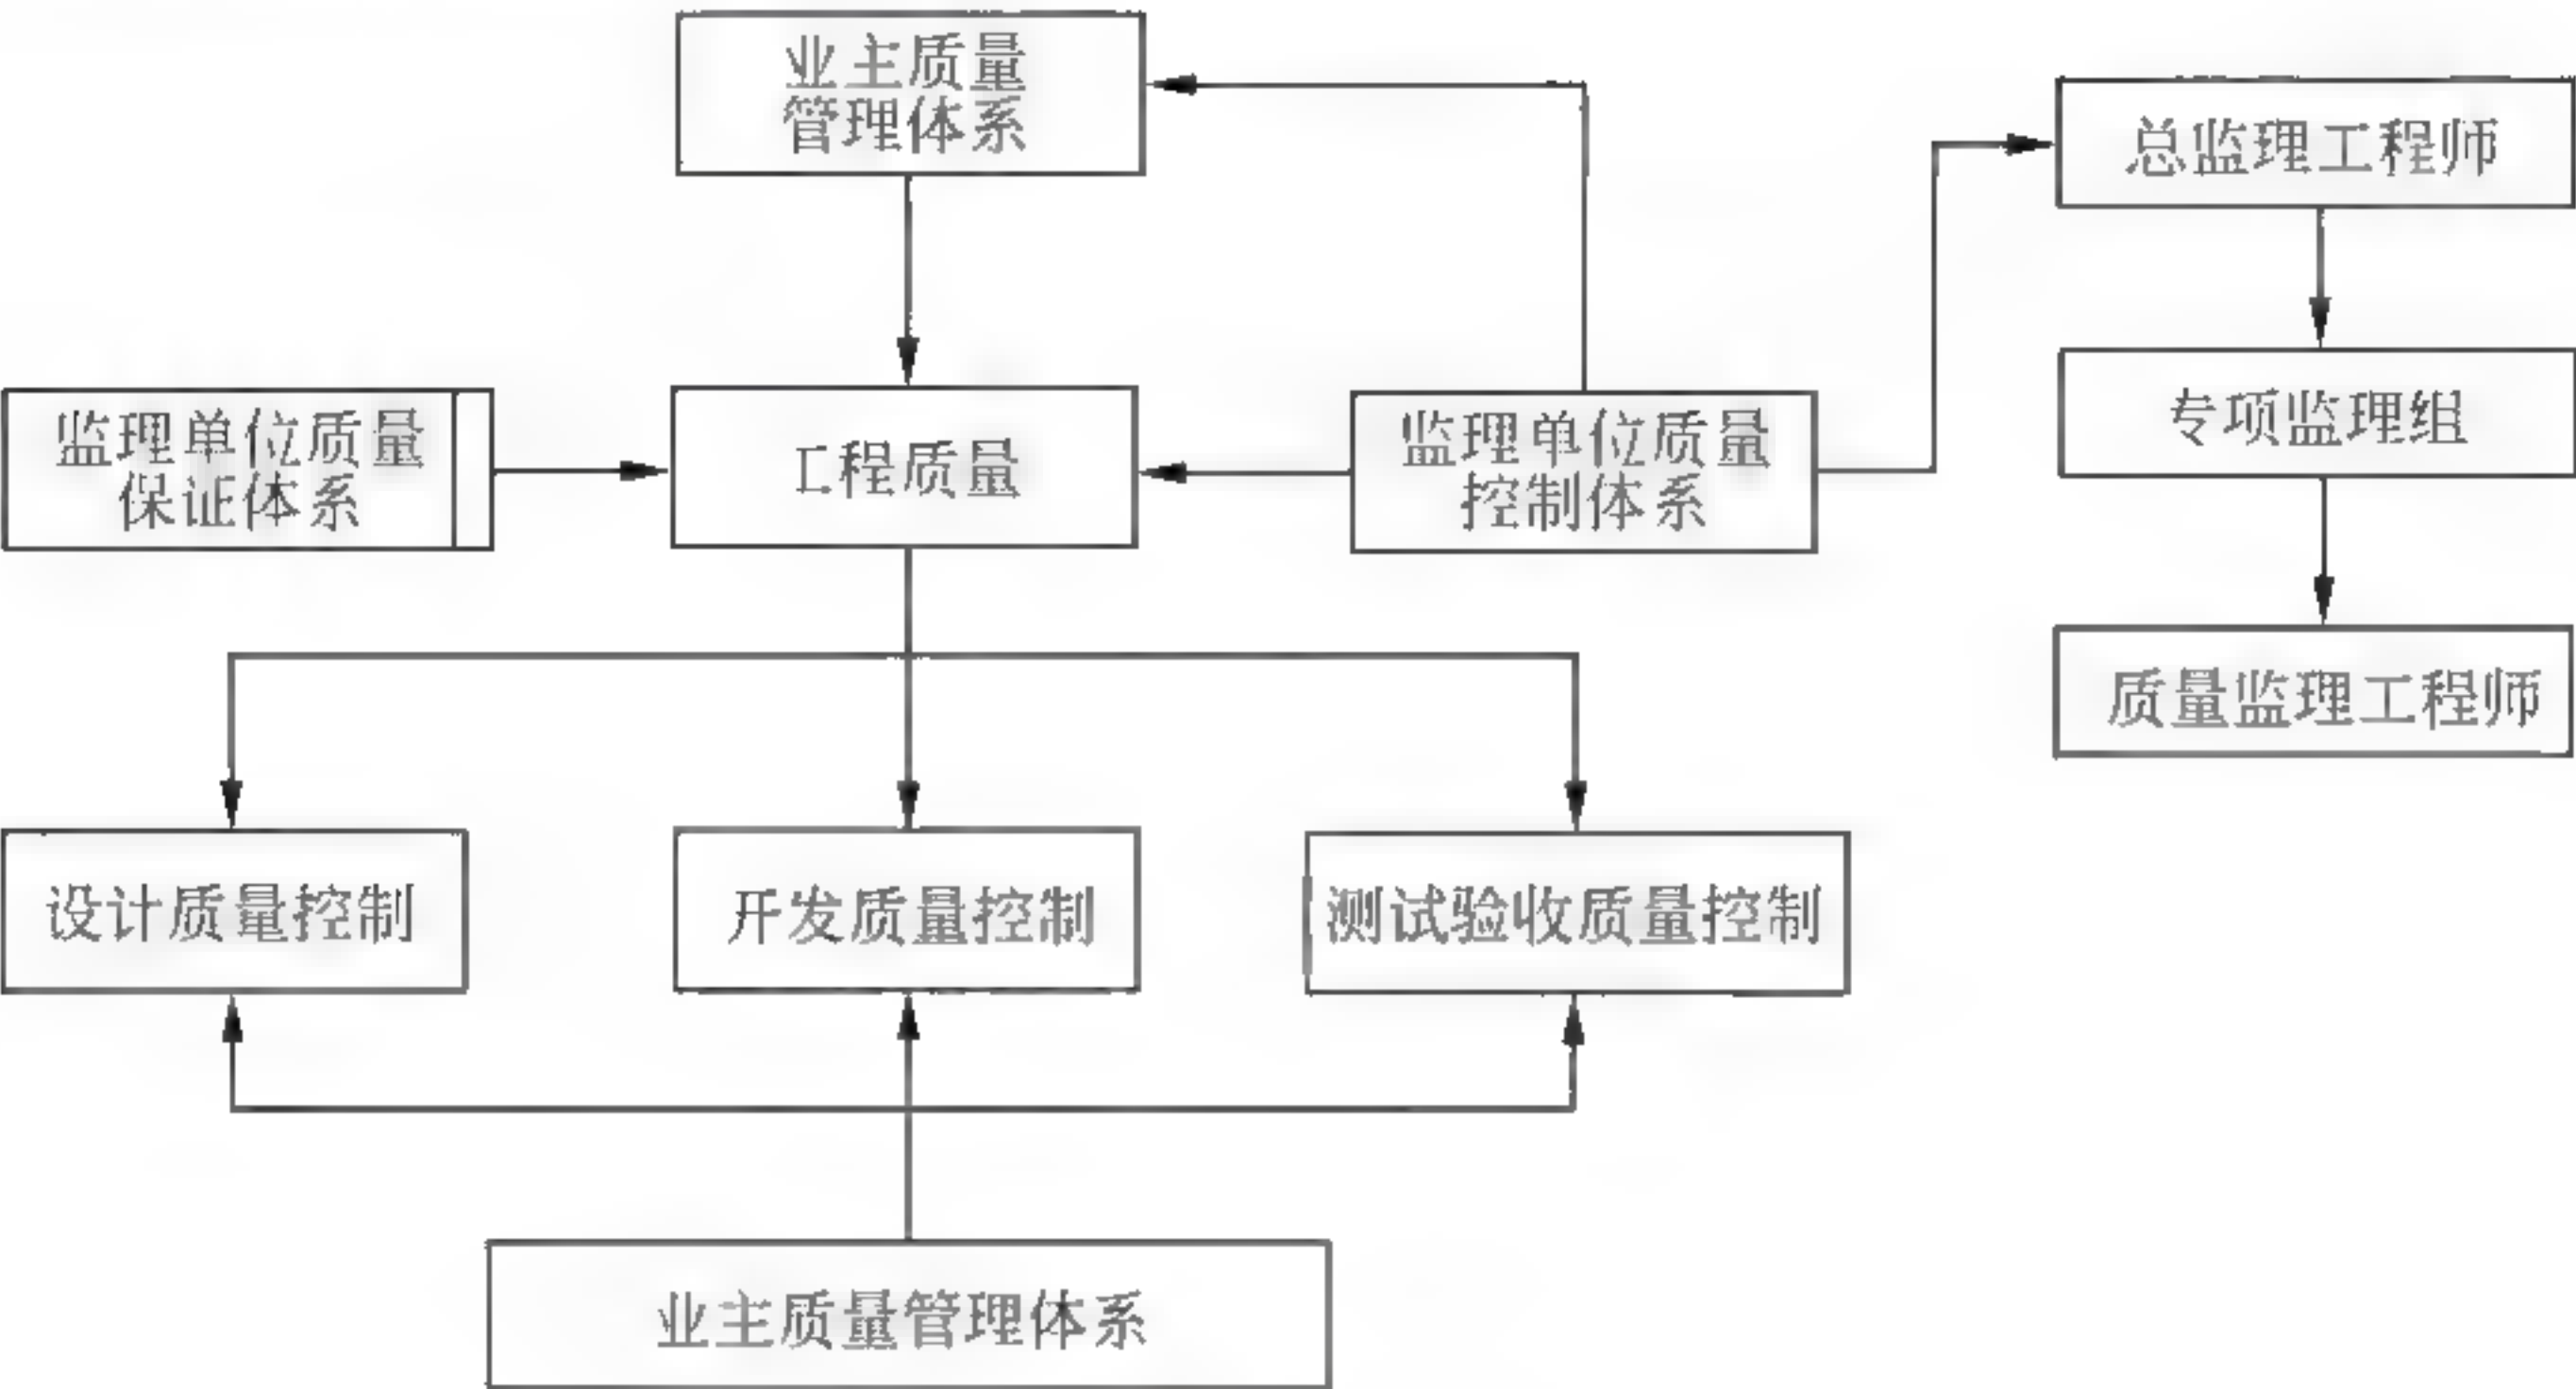 业主质量
管理体系
总监理工程师
监理单位质量
保证体系
工程质量
监理单位质量
控制体系
专项监理组
质量监理工程师
设计质量控制
开发质量控制
测试验收质量控制
业主质量管理体系